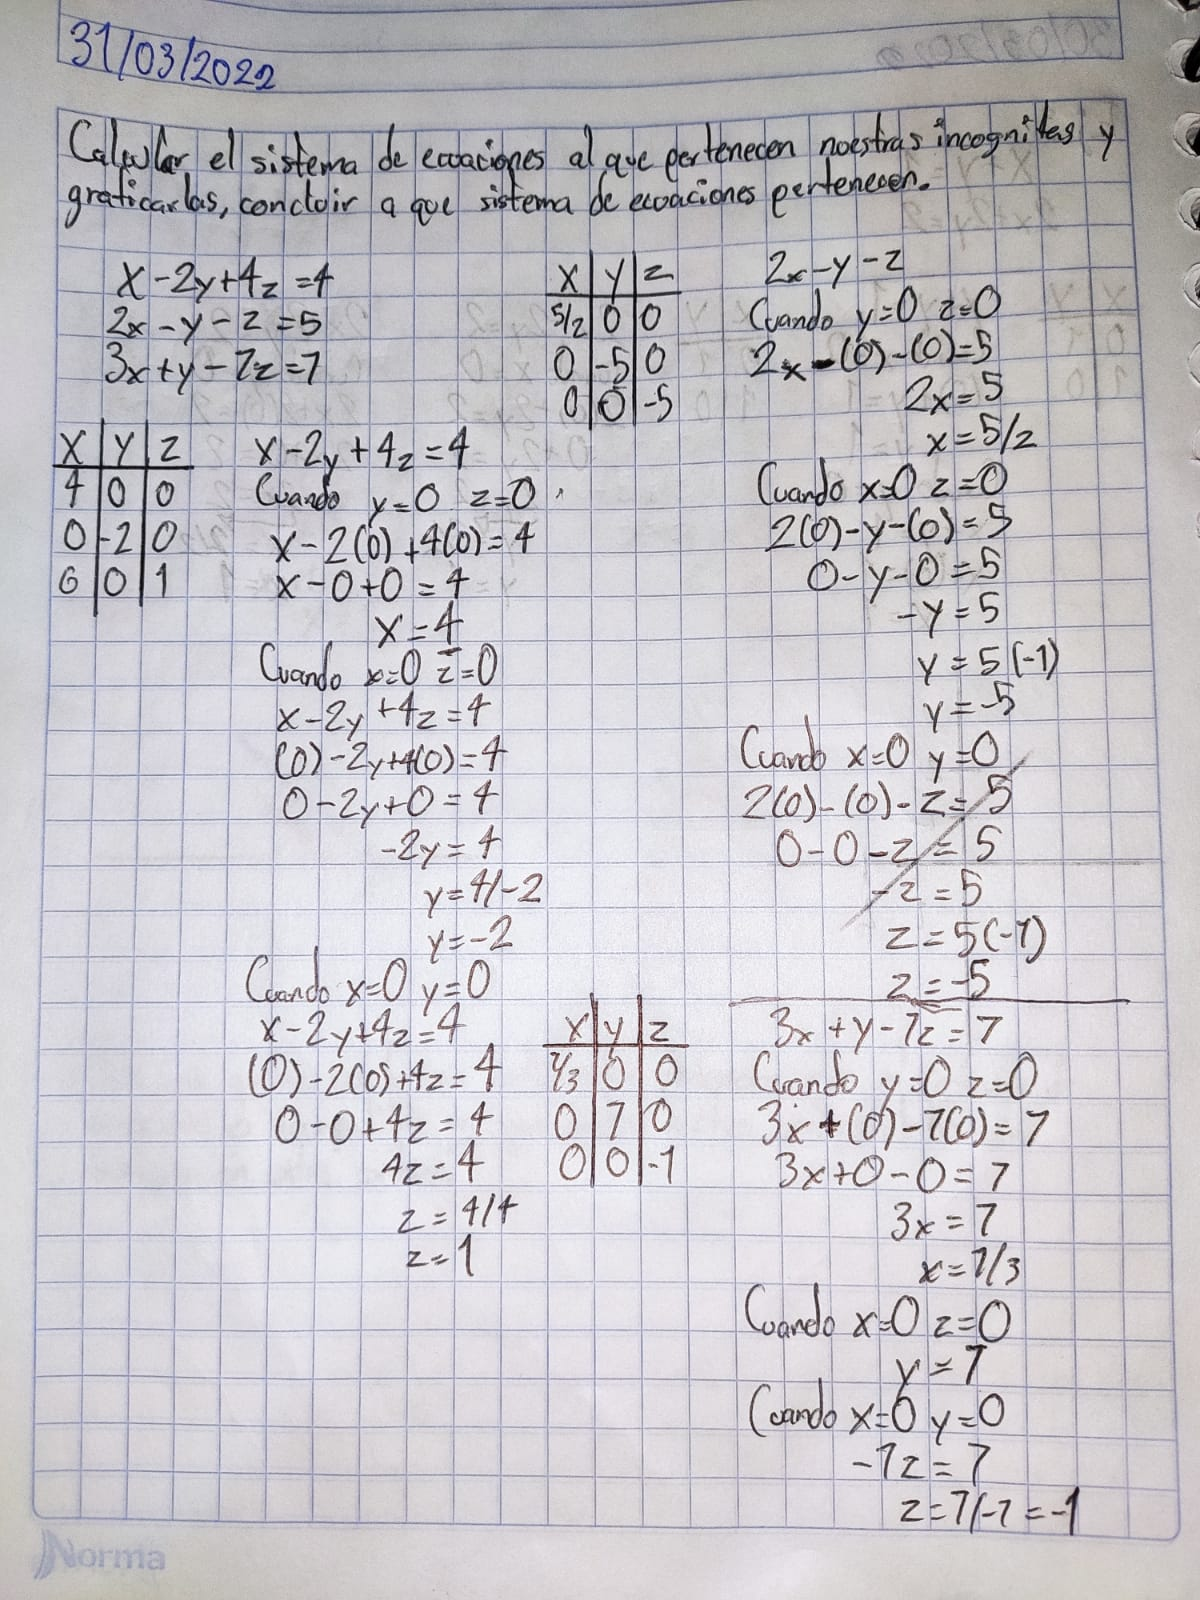 31/03/2022
Calcular el sistema de ecuaciones al que pertenecen noestras incognitas y
graficarlas, concluir a que sistema de ecuaciones pertenecen.
x-2y+4z=4
2x-y-z=5
3x+y-7z=7
x y z
4 0 0
0 -2 0
0 0 1
x-2y+4z=4
Cuando y=0 z=0
x-2(0)+4(0)=4
x-0+0=4
x=4
Cuando x=0 z=0
x-2y+4z=4
(0)-2y+4(0)=4
0-2y+0=4
-2y=4
y=4/-2
y=-2
Cuando x=0 y=0
x-2y+4z=4
(0)-2(0)+4z=4
0-0+4z=4
4z=4
z=4/4
z=1
x y z
5/2 0 0
0 -5 0
0 0 -5
2x-y-z
Cuando y=0 z=0
2x-(0)-(0)=5
2x=5
x=5/2
Cuando x=0 z=0
2(0)-y-(0)=5
0-y-0=5
-y=5
y=5(-1)
y=-5
Cuando x=0 y=0
2(0)-(0)-z=5
0-0-z=5
-z=5
z=5(-1)
z=-5
x y z
7/3 0 0
0 7 0
0 0 -1
3x+y-7z=7
Cuando y=0 z=0
3x+(0)-7(0)=7
3x+0-0=7
3x=7
x=7/3
Cuando x=0 z=0
y=7
Cuando x=0 y=0
-7z=7
z=7/-7=-1
Norma